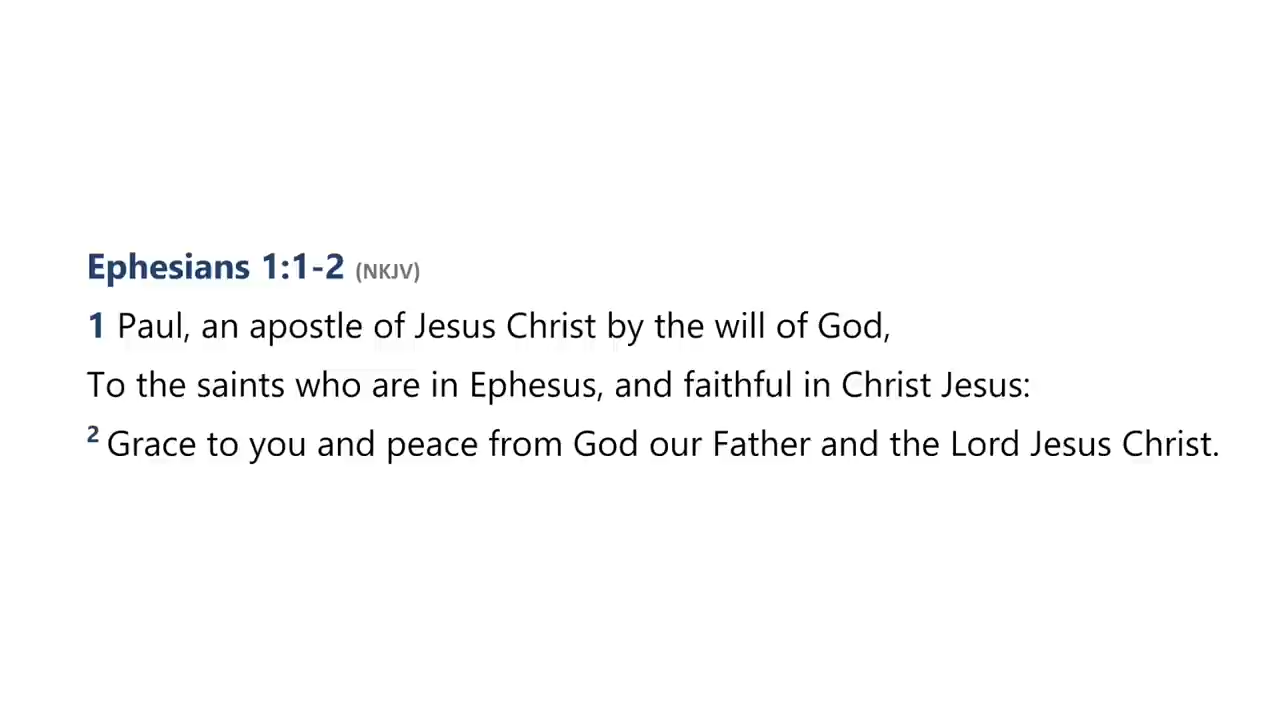 Ephesians 1:1-2 (NKJV)
1 Paul, an apostle of Jesus Christ by the will of God,
To the saints who are in Ephesus, and faithful in Christ Jesus:
2 Grace to you and peace from God our Father and the Lord Jesus Christ.